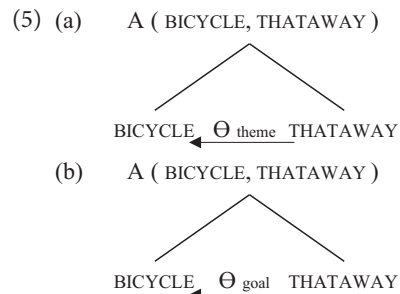 (5) (a) A ( BICYCLE, THATAWAY )
BICYCLE Θ theme THATAWAY
(b) A ( BICYCLE, THATAWAY )
BICYCLE Θ goal THATAWAY